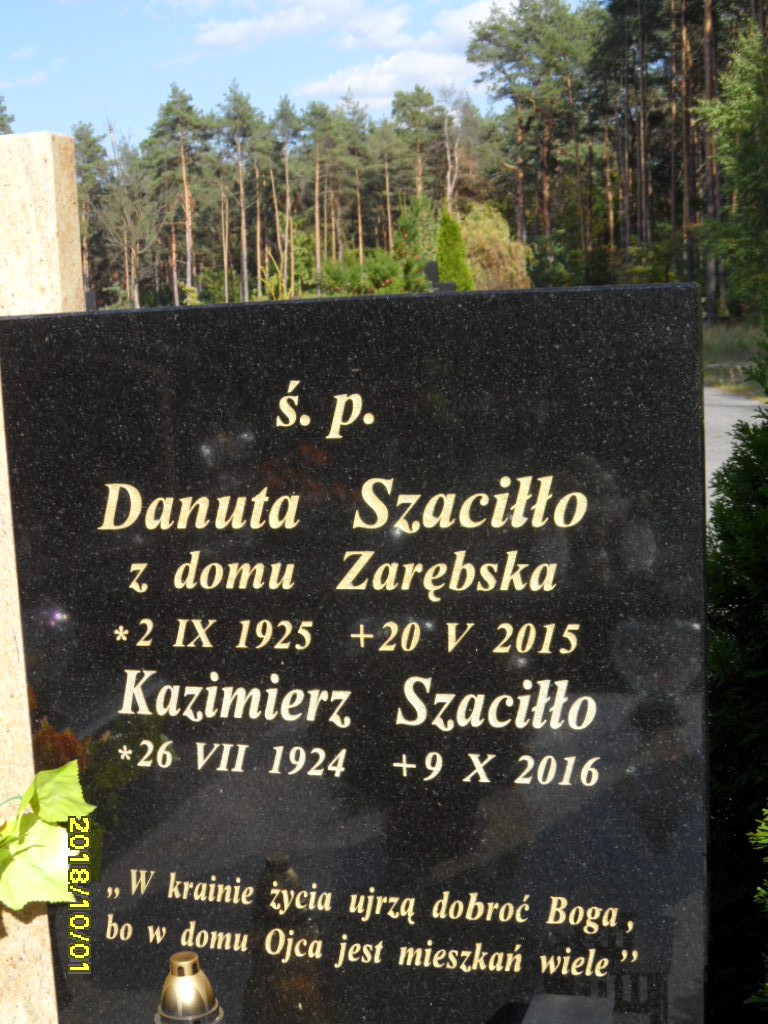 ś. p.
Danuta Szaciłło
z domu Zarębska
*2 IX 1925 +20 V 2015
Kazimierz Szaciłło
*26 VII 1924 +9 X 2016
„W krainie życia ujrzą dobroć Boga,
bo w domu Ojca jest mieszkań wiele”
2018/10/01